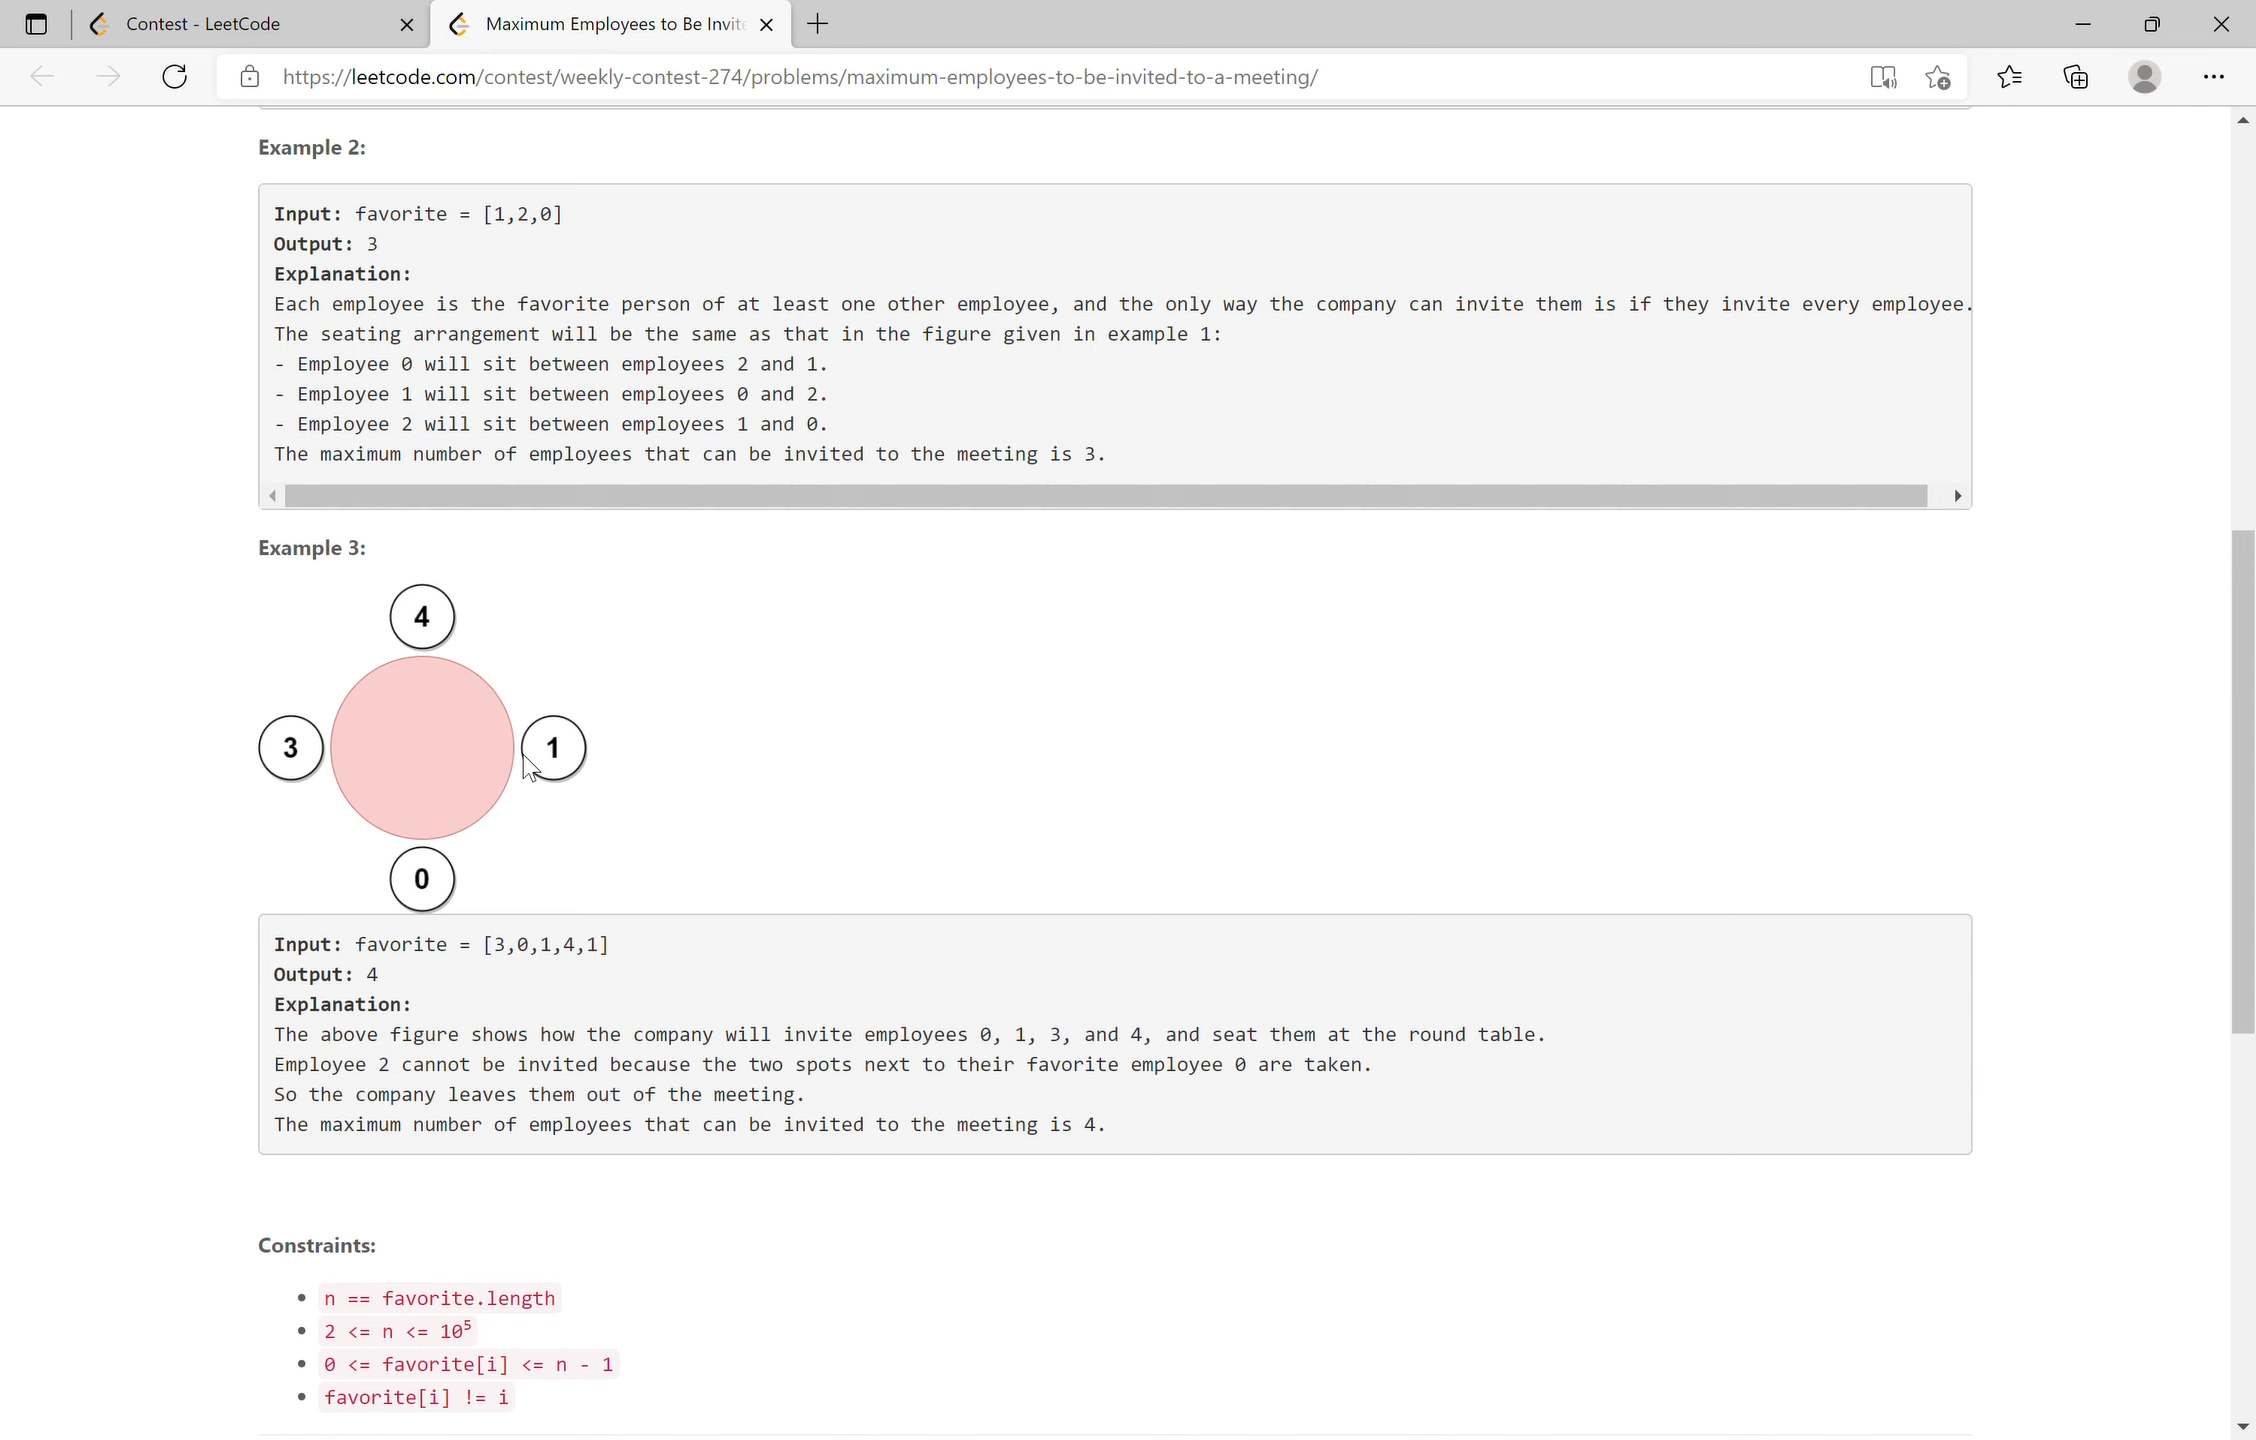 Contest - LeetCode
Maximum Employees to Be Invit
https://leetcode.com/contest/weekly-contest-274/problems/maximum-employees-to-be-invited-to-a-meeting/
Example 2:
Input: favorite = [1,2,0]
Output: 3
Explanation:
Each employee is the favorite person of at least one other employee, and the only way the company can invite them is if they invite every employee.
The seating arrangement will be the same as that in the figure given in example 1:
- Employee 0 will sit between employees 2 and 1.
- Employee 1 will sit between employees 0 and 2.
- Employee 2 will sit between employees 1 and 0.
The maximum number of employees that can be invited to the meeting is 3.
Example 3:
4
3
1
0
Input: favorite = [3,0,1,4,1]
Output: 4
Explanation:
The above figure shows how the company will invite employees 0, 1, 3, and 4, and seat them at the round table.
Employee 2 cannot be invited because the two spots next to their favorite employee 0 are taken.
So the company leaves them out of the meeting.
The maximum number of employees that can be invited to the meeting is 4.
Constraints:
n == favorite.length
2 <= n <= 10⁵
0 <= favorite[i] <= n - 1
favorite[i] != i